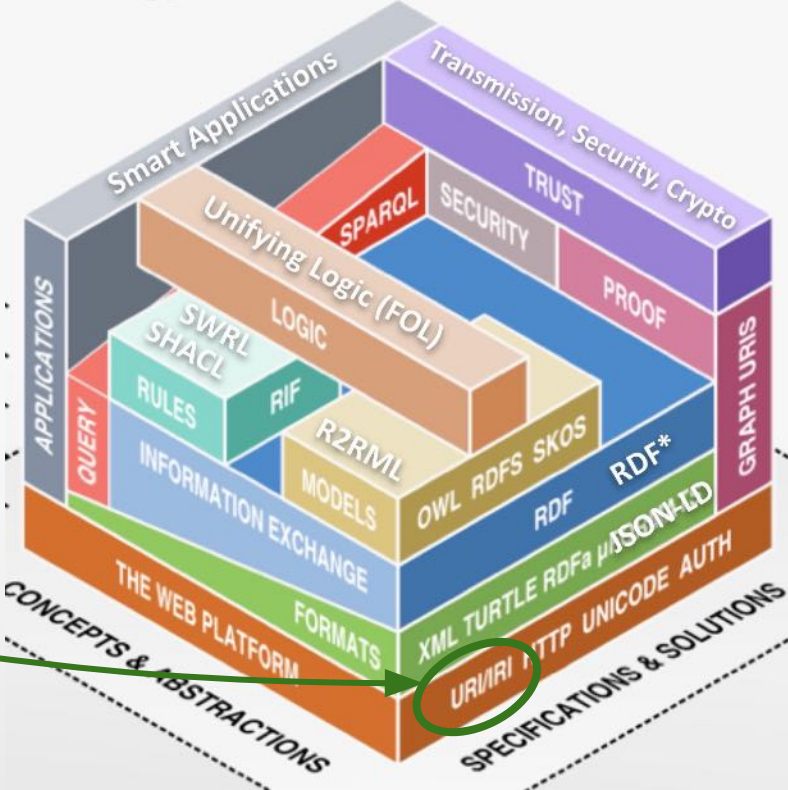 Smart Applications
Transmission, Security, Crypto
TRUST
SPARQL
SECURITY
PROOF
Unifying Logic (FOL)
LOGIC
APPLICATIONS
GRAPH URIS
SWRL
SHACL
RULES
RIF
QUERY
R2RML
MODELS
OWL RDFS SKOS
INFORMATION EXCHANGE
RDF
RDF*
FORMATS
XML TURTLE RDFa
JSON-LD
THE WEB PLATFORM
URI/IRI HTTP UNICODE AUTH
CONCEPTS & ABSTRACTIONS
SPECIFICATIONS & SOLUTIONS